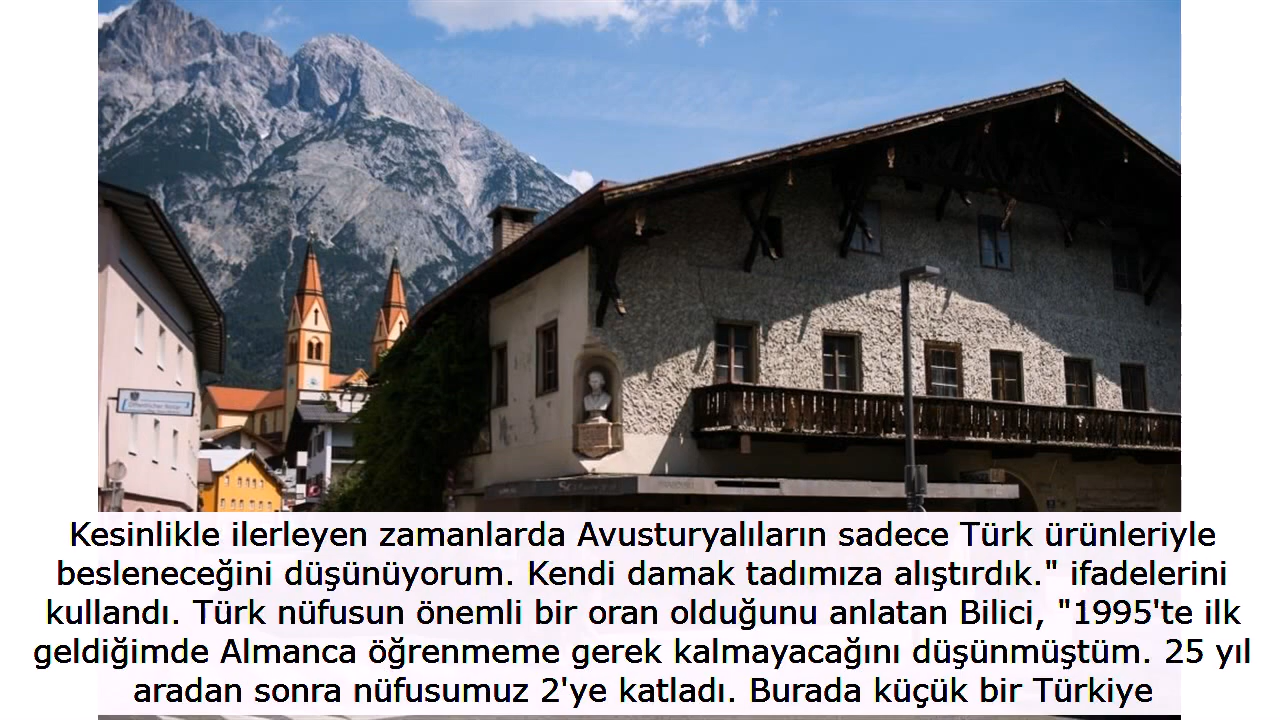 Öffentlicher Notar
Kesinlikle ilerleyen zamanlarda Avusturyalıların sadece Türk ürünleriyle
besleneceğini düşünüyorum. Kendi damak tadımıza alıştırdık." ifadelerini
kullandı. Türk nüfusun önemli bir oran olduğunu anlatan Bilici, "1995'te ilk
geldiğimde Almanca öğrenmeme gerek kalmayacağını düşünmüştüm. 25 yıl
aradan sonra nüfusumuz 2'ye katladı. Burada küçük bir Türkiye